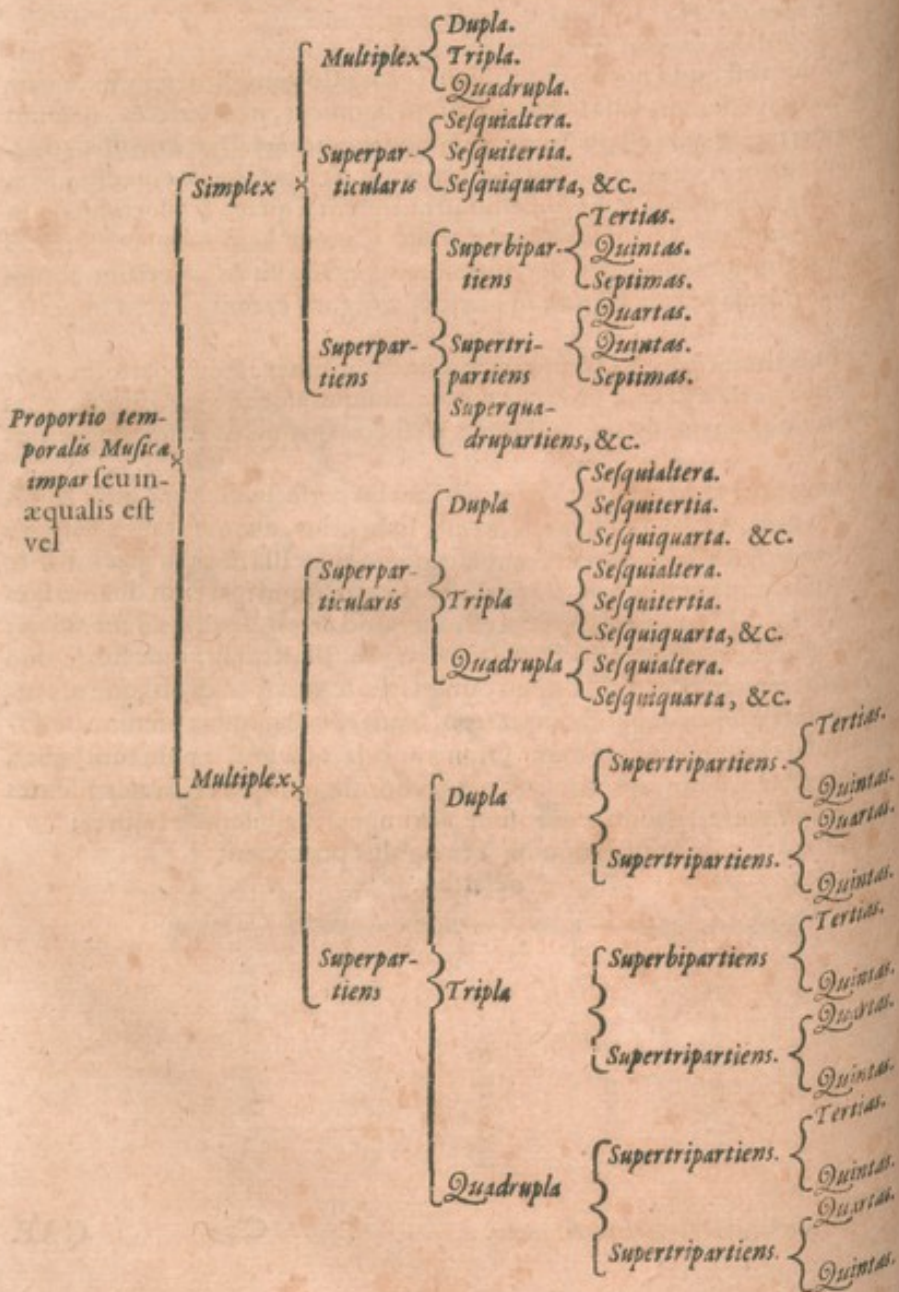 Proportio tem-
poralis Muſicæ
impar ſeu in-
æqualis eſt
vel
Simplex
Multiplex
Dupla.
Tripla.
Quadrupla.
Superpar-
ticularis
Seſquialtera.
Seſquitertia.
Seſquiquarta, &c.
Superpar-
tiens
Superbipar-
tiens
Tertias.
Quintas.
Septimas.
Supertri-
partiens
Quartas.
Quintas.
Septimas.
Superqua-
drupartiens, &c.
Multiplex
Superpar-
ticularis
Dupla
Seſquialtera.
Seſquitertia.
Seſquiquarta. &c.
Tripla
Seſquialtera.
Seſquitertia.
Seſquiquarta, &c.
Quadrupla
Seſquialtera.
Seſquiquarta, &c.
Superpar-
tiens
Dupla
Supertripartiens.
Tertias.
Quintas.
Supertripartiens.
Quartas.
Quintas.
Tripla
Superbipartiens
Tertias.
Quintas.
Supertripartiens.
Quartas.
Quintas.
Quadrupla
Supertripartiens.
Tertias.
Quintas.
Supertripartiens.
Quartas.
Quintas.